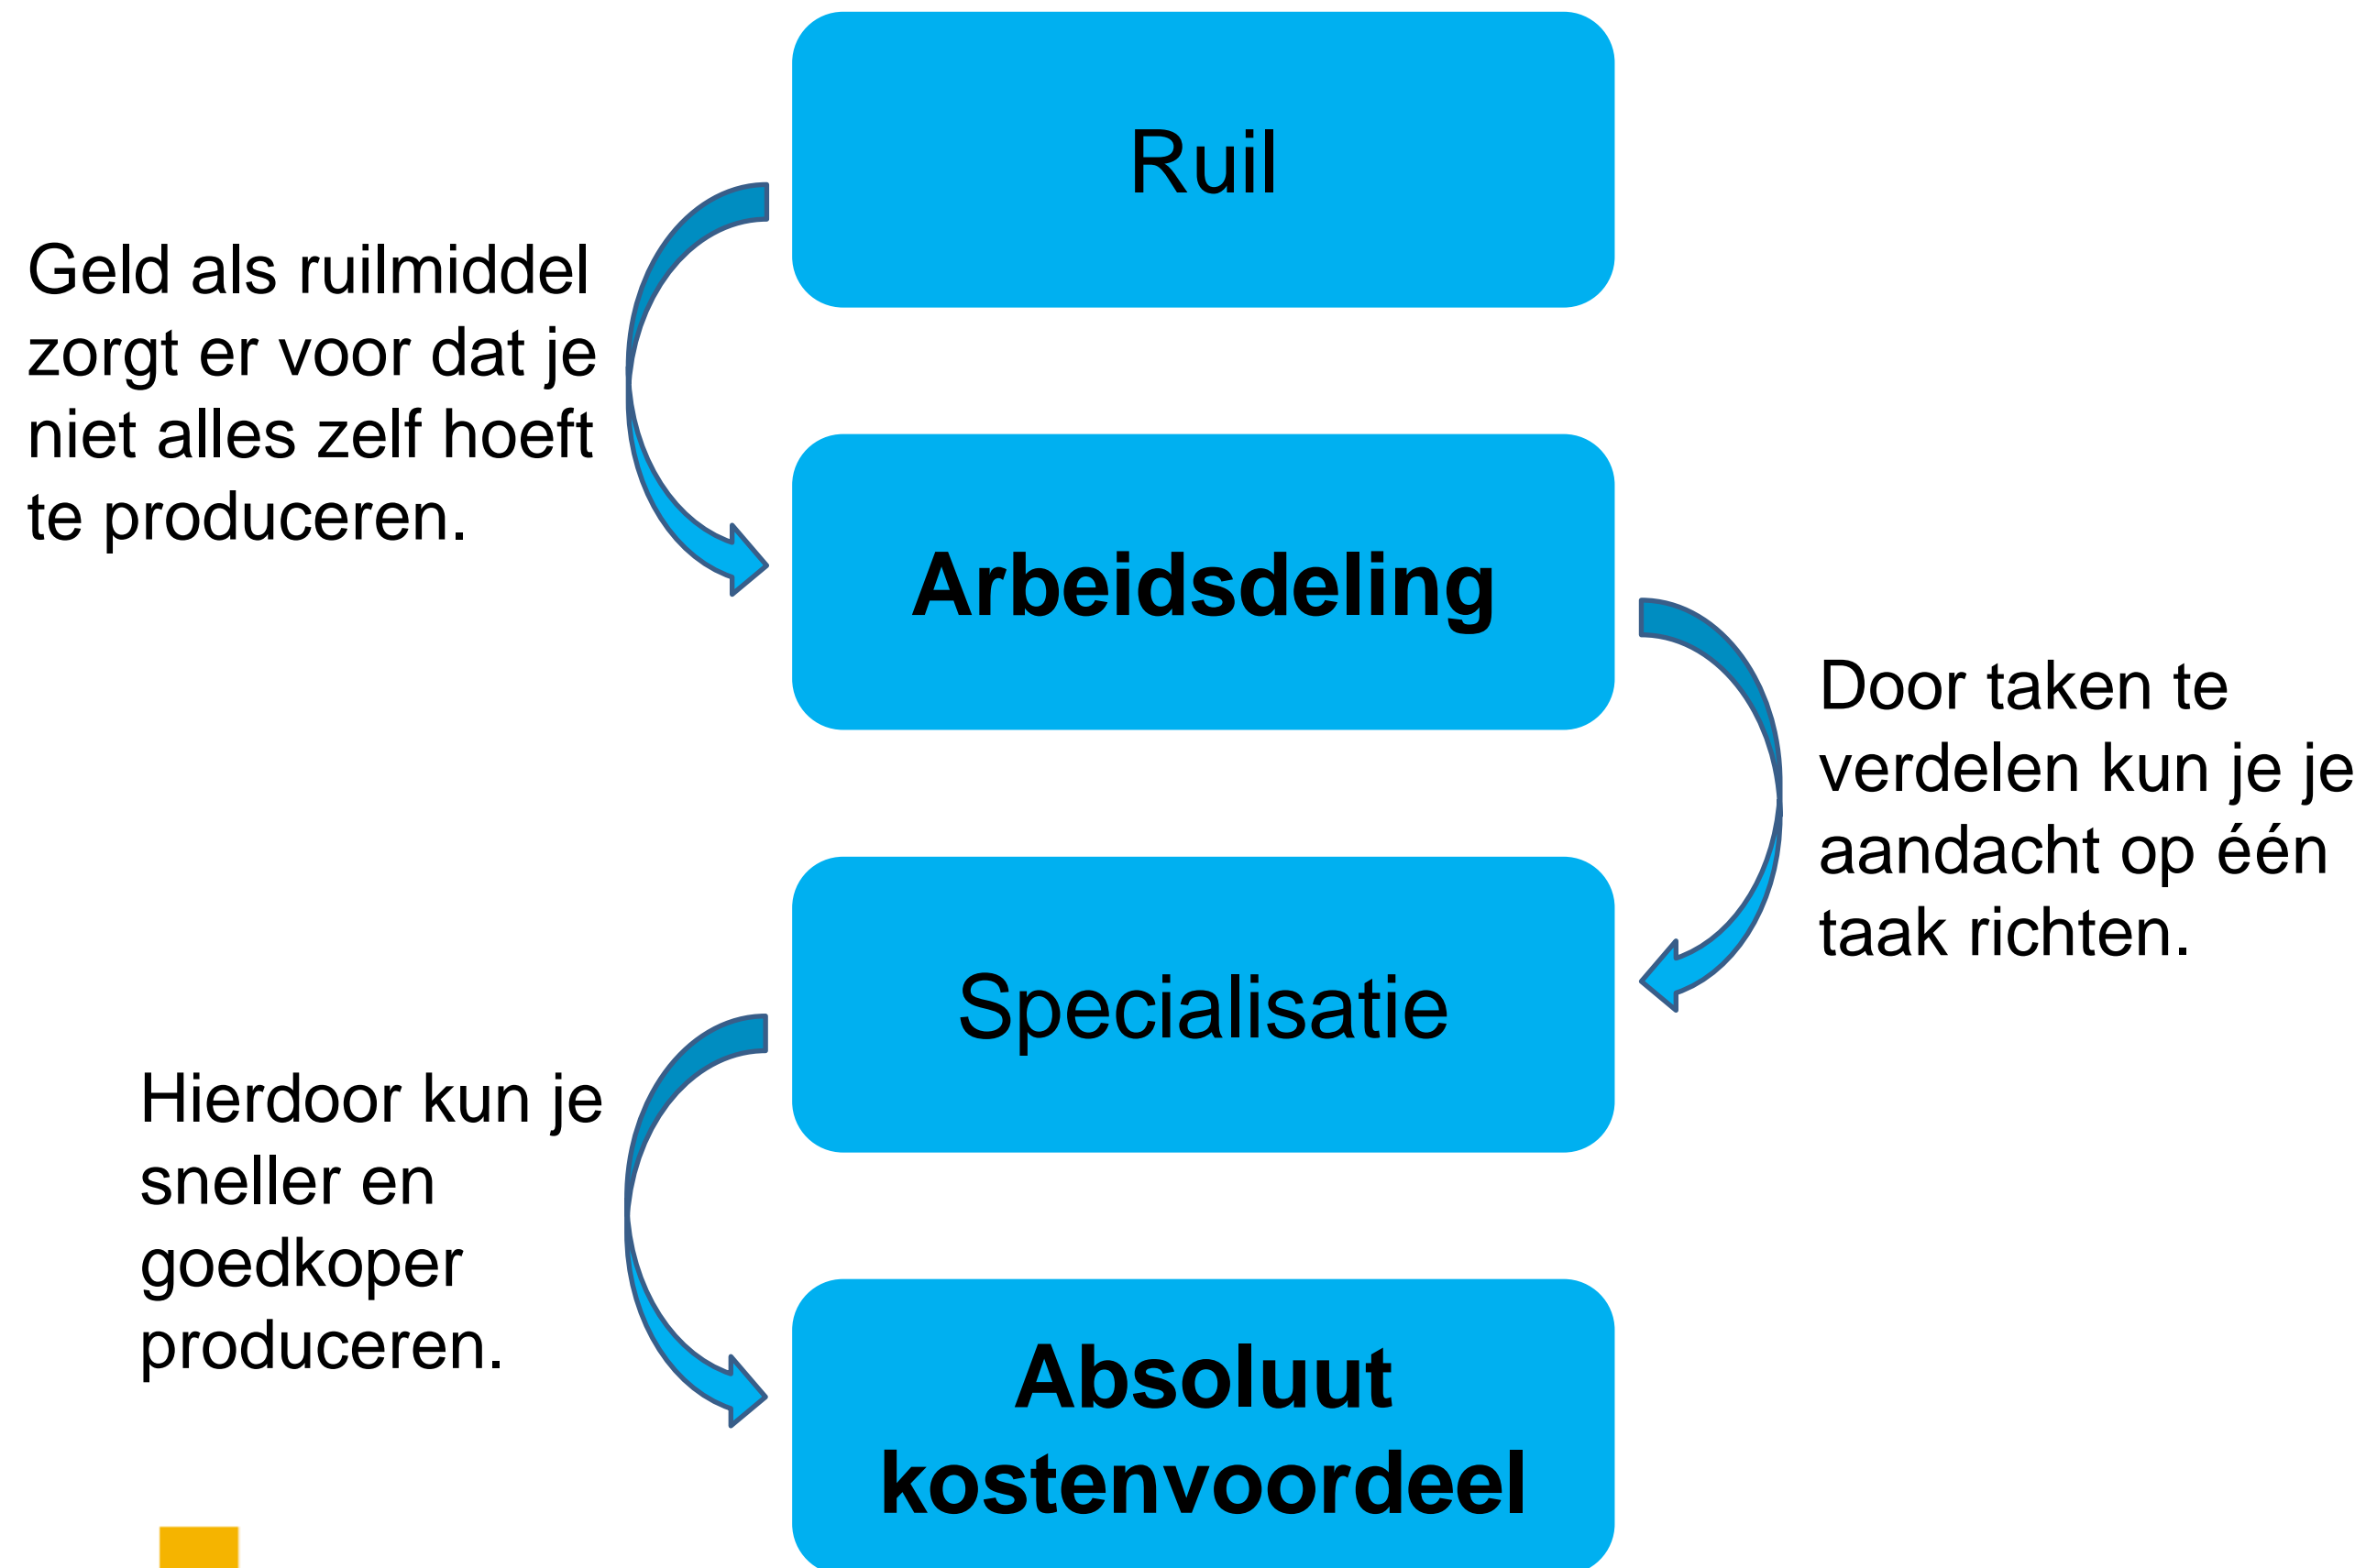 Ruil
Geld als ruilmiddel
zorgt er voor dat je
niet alles zelf hoeft
te produceren.
Arbeidsdeling
Door taken te
verdelen kun je je
aandacht op één
taak richten.
Specialisatie
Hierdoor kun je
sneller en
goedkoper
produceren.
Absoluut
kostenvoordeel